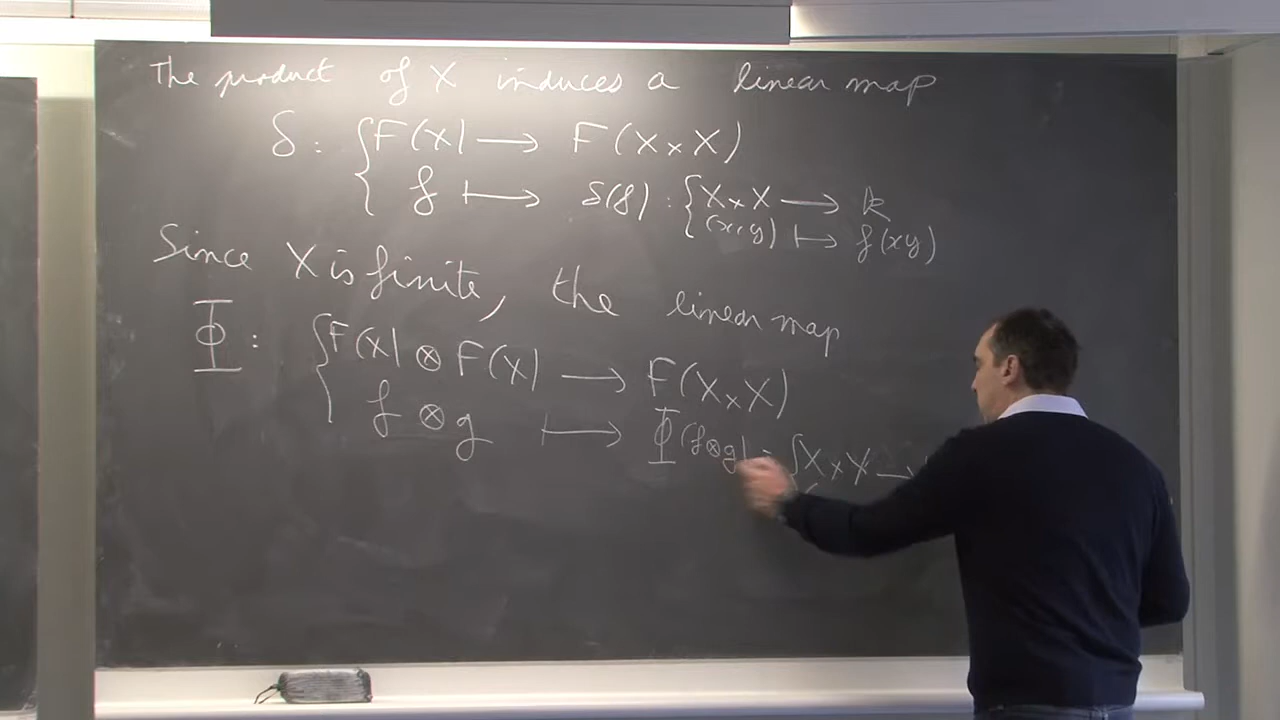 The product of X induces a linear map
δ : { F(X) ⟶ F(X×X)
f ⟼ δ(f) : { X×X ⟶ k
(x,y) ⟼ f(xy)
Since X is finite, the linear map
Φ : { F(X) ⊗ F(X) ⟶ F(X×X)
f ⊗ g ⟼ Φ(f⊗g) : { X×X ⟶